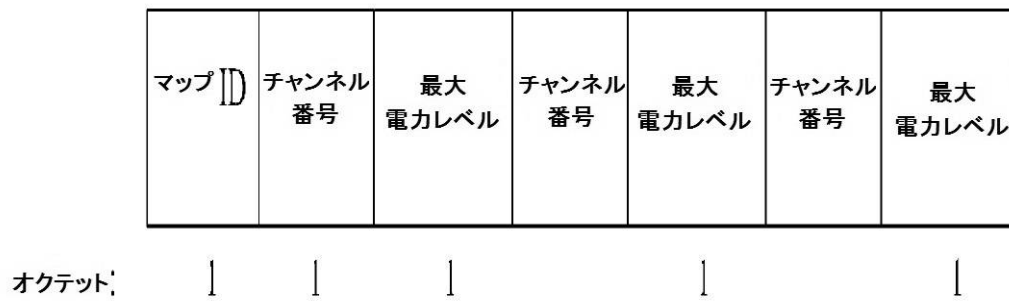 マップID
チャンネル
番号
最大
電力レベル
チャンネル
番号
最大
電力レベル
チャンネル
番号
最大
電力レベル
オクテット: 1 1 1 1 1